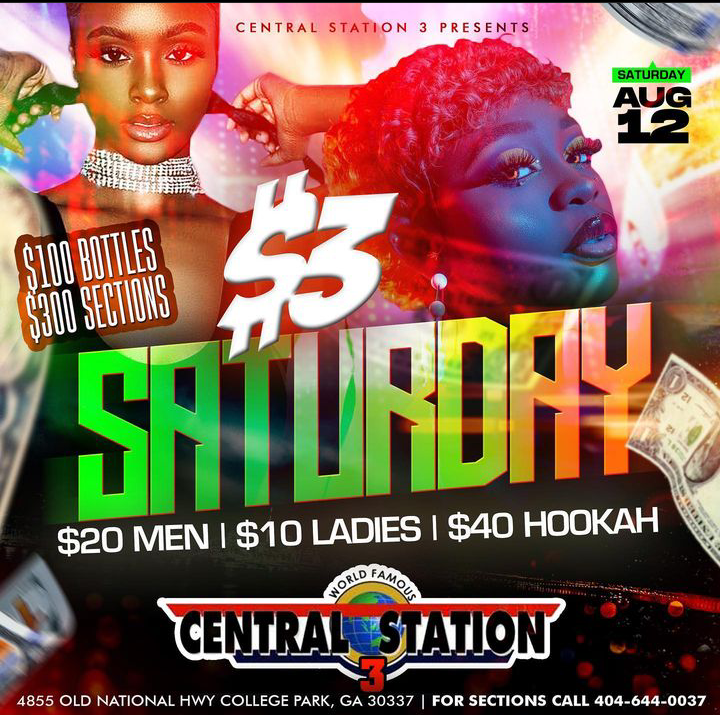 CENTRAL STATION 3 PRESENTS
SATURDAY
AUG
12
$100 BOTTLES
$300 SECTIONS
$3
SATURDAY
$20 MEN | $10 LADIES | $40 HOOKAH
WORLD FAMOUS
CENTRAL STATION
3
4855 OLD NATIONAL HWY COLLEGE PARK, GA 30337 | FOR SECTIONS CALL 404-644-0037